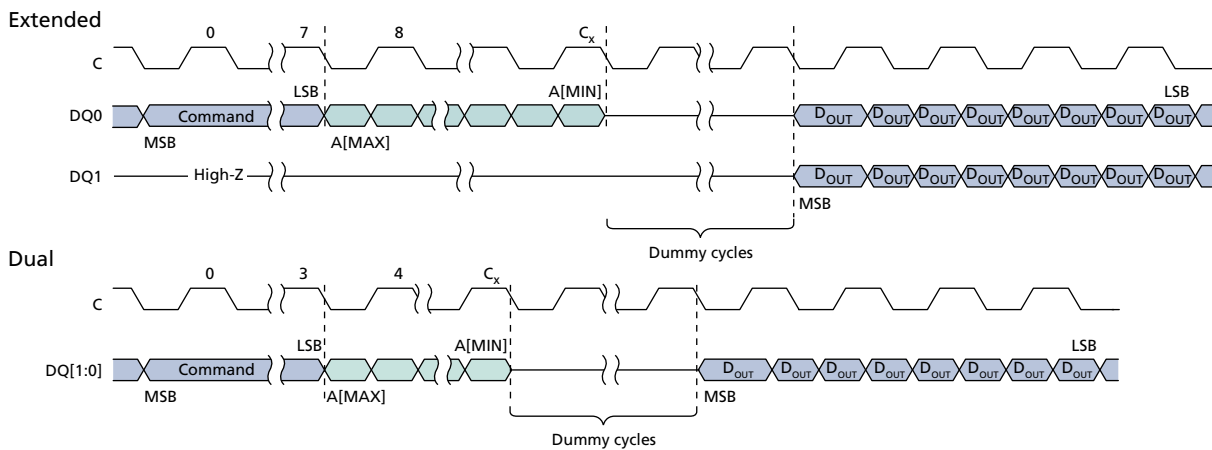 Extended
0 7 8 Cx
C
LSB A[MIN] LSB
DQ0 Command DOUT DOUT DOUT DOUT DOUT DOUT DOUT DOUT
MSB A[MAX]
DQ1 High-Z DOUT DOUT DOUT DOUT DOUT DOUT DOUT DOUT
MSB
Dummy cycles
Dual
0 3 4 Cx
C
LSB A[MIN] LSB
DQ[1:0] Command DOUT DOUT DOUT DOUT DOUT DOUT DOUT DOUT
MSB A[MAX] MSB
Dummy cycles